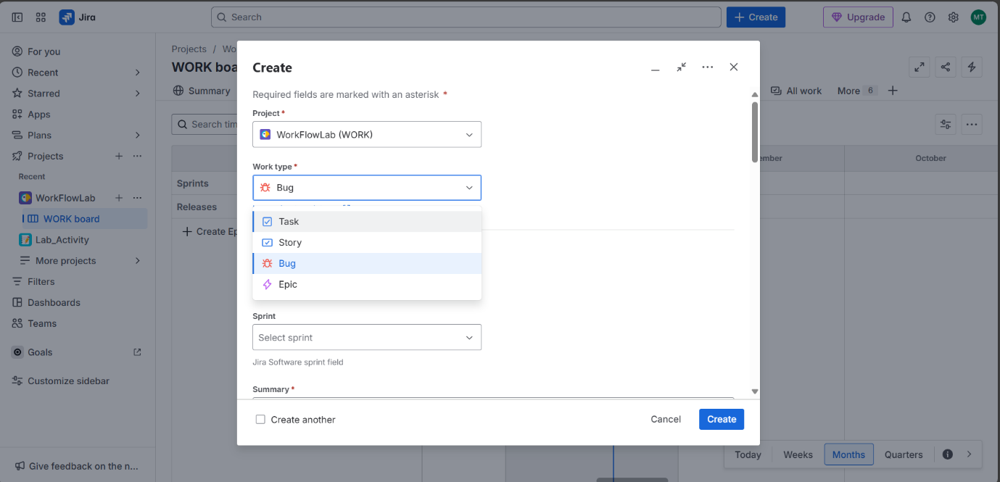 Jira
Search
Create
Upgrade
MT
For you
Recent
Starred
Apps
Plans
Projects
Recent
WorkFlowLab
WORK board
Lab_Activity
More projects
Filters
Dashboards
Teams
Goals
Customize sidebar
Give feedback on the n...
Projects / Wo
WORK boa
Summary
All work
More 6
Search tim
ember
October
Sprints
Releases
Create Ep
Create
Required fields are marked with an asterisk *
Project *
WorkFlowLab (WORK)
Work type *
Bug
Task
Story
Bug
Epic
Sprint
Select sprint
Jira Software sprint field
Summary *
Create another
Cancel
Create
Today
Weeks
Months
Quarters